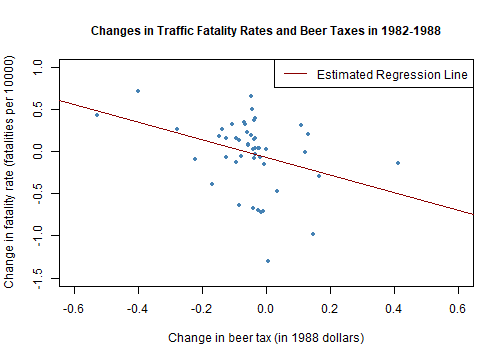 Changes in Traffic Fatality Rates and Beer Taxes in 1982-1988
Estimated Regression Line
Change in fatality rate (fatalities per 10000)
1.0
0.5
0.0
-0.5
-1.0
-1.5
-0.6 -0.4 -0.2 0.0 0.2 0.4 0.6
Change in beer tax (in 1988 dollars)